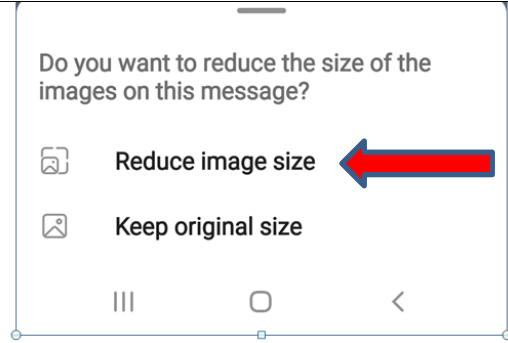 Do you want to reduce the size of the
images on this message?
Reduce image size
Keep original size